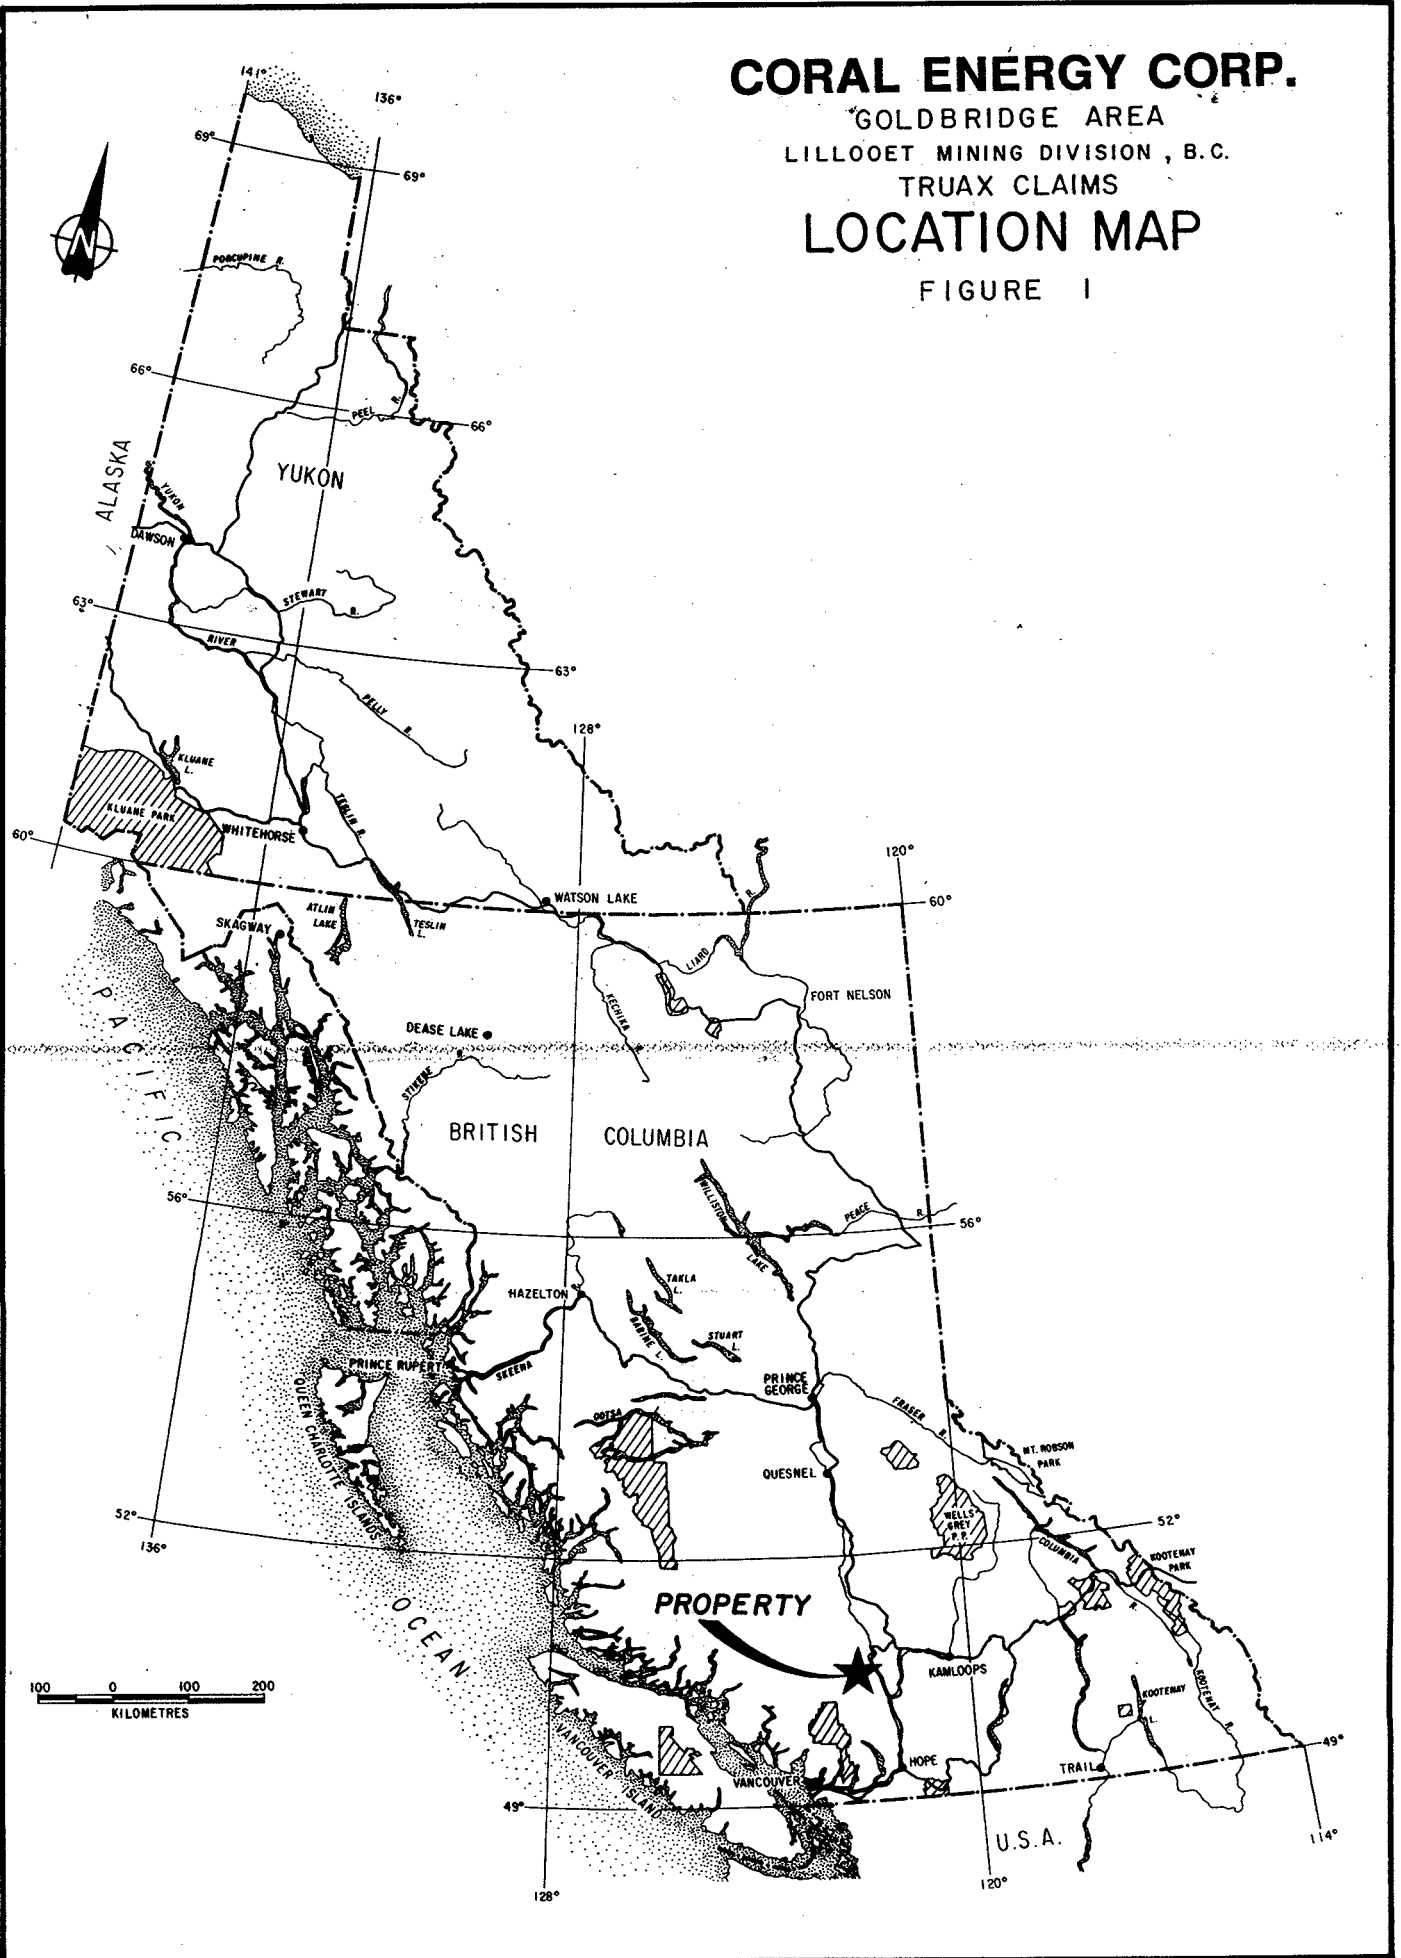 CORAL ENERGY CORP.
GOLDBRIDGE AREA
LILLOOET MINING DIVISION , B.C.
TRUAX CLAIMS
LOCATION MAP
FIGURE 1
141°
136°
69°
69°
N
PORCUPINE R.
66°
PEEL R.
66°
ALASKA
YUKON
YUKON
DAWSON
STEWART R.
63°
RIVER
63°
PELLY R.
128°
KLUANE
L.
KLUANE PARK
TESLIN R.
WHITEHORSE
60°
120°
WATSON LAKE
60°
ATLIN
LAKE
SKAGWAY
TESLIN
L.
R.
LIARD
FORT NELSON
KECHIKA
PACIFIC
DEASE LAKE
R.
STIKENE
BRITISH COLUMBIA
WILLISTON
LAKE
56°
PEACE R.
56°
HAZELTON
TAKLA
L.
BABINE L.
STUART
L.
PRINCE RUPERT
SKEENA
PRINCE
GEORGE
QUEEN CHARLOTTE ISLANDS
OOTSA
FRASER
R.
MT. ROBSON
PARK
QUESNEL
WELLS
GREY
P.P.
52°
52°
136°
COLUMBIA
R.
KOOTENAY
PARK
PROPERTY
OCEAN
KAMLOOPS
100 0 100 200
KILOMETRES
KOOTENAY
L.
KOOTENAY R.
VANCOUVER ISLAND
HOPE
VANCOUVER
TRAIL
49°
49°
U.S.A.
114°
128°
120°